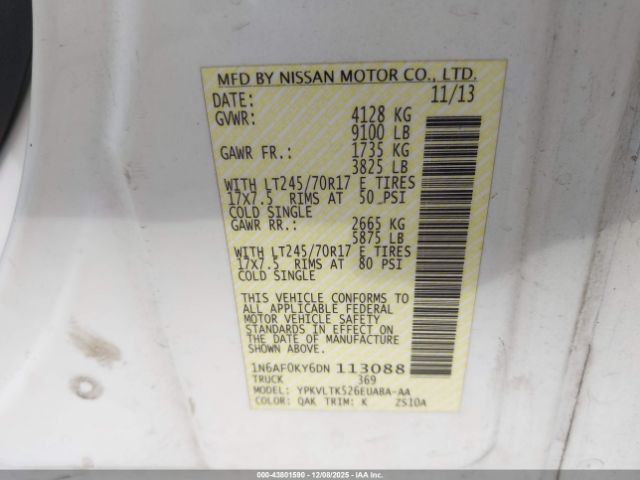 MFD BY NISSAN MOTOR CO., LTD.
DATE: 11/13
GVWR: 4128 KG
9100 LB
GAWR FR.: 1735 KG
3825 LB
WITH LT245/70R17 E TIRES
17X7.5 RIMS AT 50 PSI
COLD SINGLE
GAWR RR.: 2665 KG
5875 LB
WITH LT245/70R17 E TIRES
17X7.5 RIMS AT 80 PSI
COLD SINGLE
THIS VEHICLE CONFORMS TO
ALL APPLICABLE FEDERAL
MOTOR VEHICLE SAFETY
STANDARDS IN EFFECT ON
THE DATE OF MANUFACTURE
SHOWN ABOVE.
1N6AF0KY6DN 113088
TRUCK 369
MODEL: YPKVLTK526EUABA-AA
COLOR: QAK TRIM: K ZS10A
00-43801590 - 12/08/2025 - IAAI - Copart